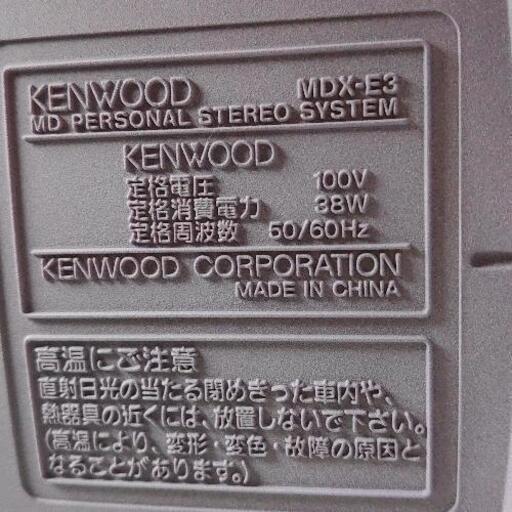 KENWOOD MDX-E3
MD PERSONAL STEREO SYSTEM
KENWOOD
定格電圧 100V
定格消費電力 38W
定格周波数 50/60Hz
KENWOOD CORPORATION
MADE IN CHINA
高温にご注意
直射日光の当たる閉めきった車内や、
熱器具の近くには、放置しないで下さい。
(高温により、変形・変色・故障の原因と
なることがあります。)